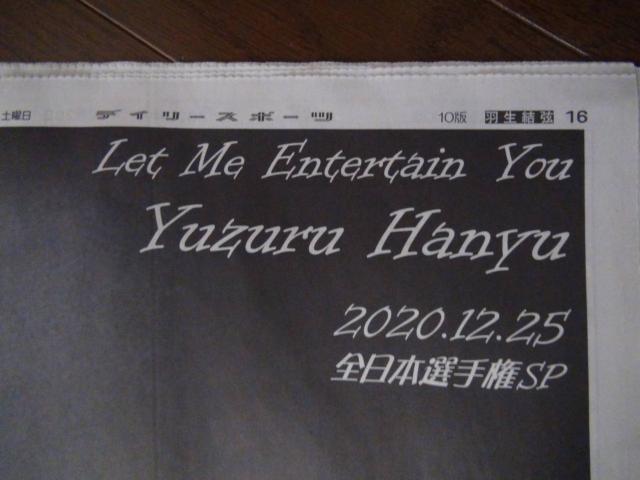 土曜日 デイリースポーツ 10版 羽生結弦 16
Let Me Entertain You
Yuzuru Hanyu
2020.12.25
全日本選手権SP